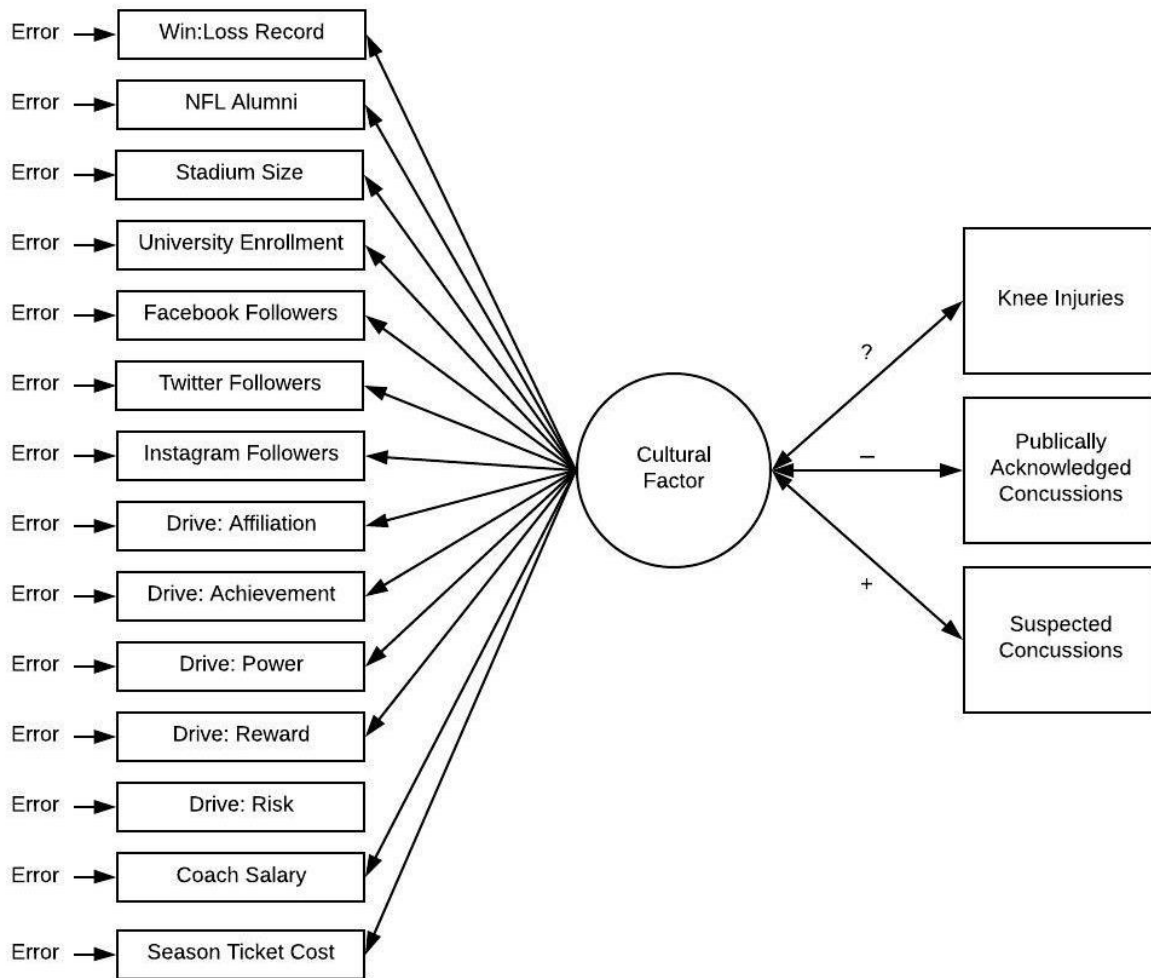 Error
Win:Loss Record
Error
NFL Alumni
Error
Stadium Size
Error
University Enrollment
Error
Facebook Followers
Error
Twitter Followers
Error
Instagram Followers
Error
Drive: Affiliation
Error
Drive: Achievement
Error
Drive: Power
Error
Drive: Reward
Error
Drive: Risk
Error
Coach Salary
Error
Season Ticket Cost
Cultural
Factor
?
–
+
Knee Injuries
Publically
Acknowledged
Concussions
Suspected
Concussions